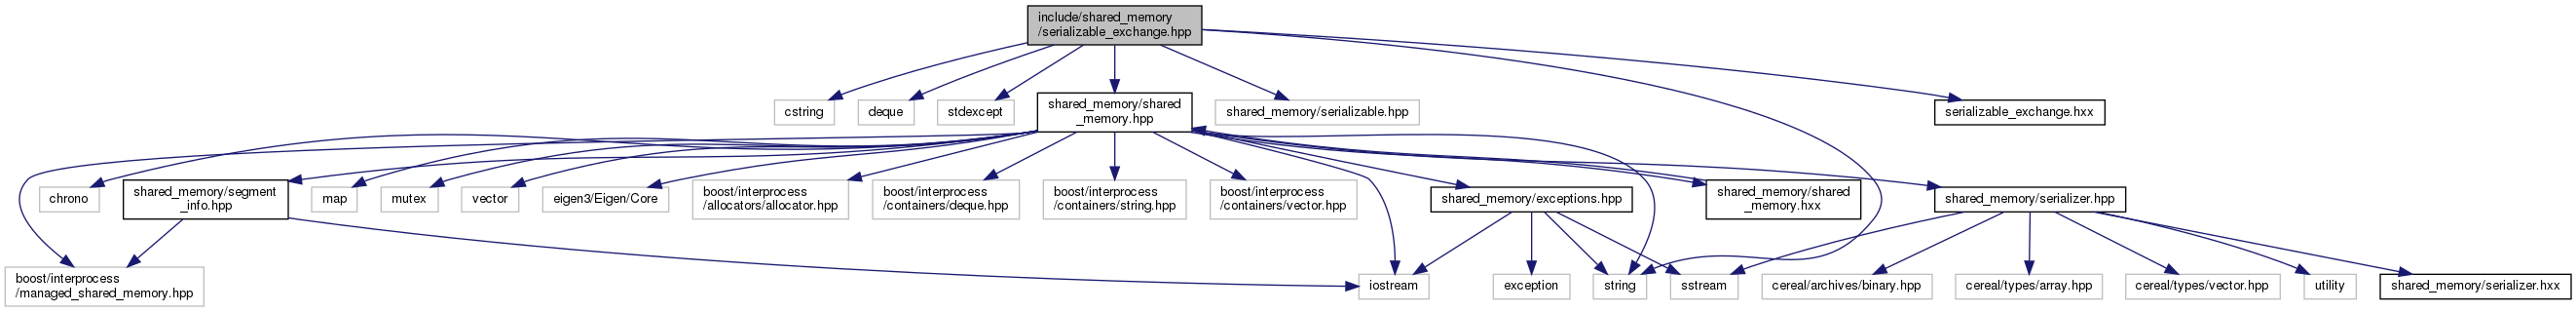 include/shared_memory
/serializable_exchange.hpp
cstring
deque
stdexcept
shared_memory/shared
_memory.hpp
shared_memory/serializable.hpp
serializable_exchange.hxx
chrono
shared_memory/segment
_info.hpp
map
mutex
vector
eigen3/Eigen/Core
boost/interprocess
/allocators/allocator.hpp
boost/interprocess
/containers/deque.hpp
boost/interprocess
/containers/string.hpp
boost/interprocess
/containers/vector.hpp
shared_memory/exceptions.hpp
shared_memory/shared
_memory.hxx
shared_memory/serializer.hpp
boost/interprocess
/managed_shared_memory.hpp
iostream
exception
string
sstream
cereal/archives/binary.hpp
cereal/types/array.hpp
cereal/types/vector.hpp
utility
shared_memory/serializer.hxx